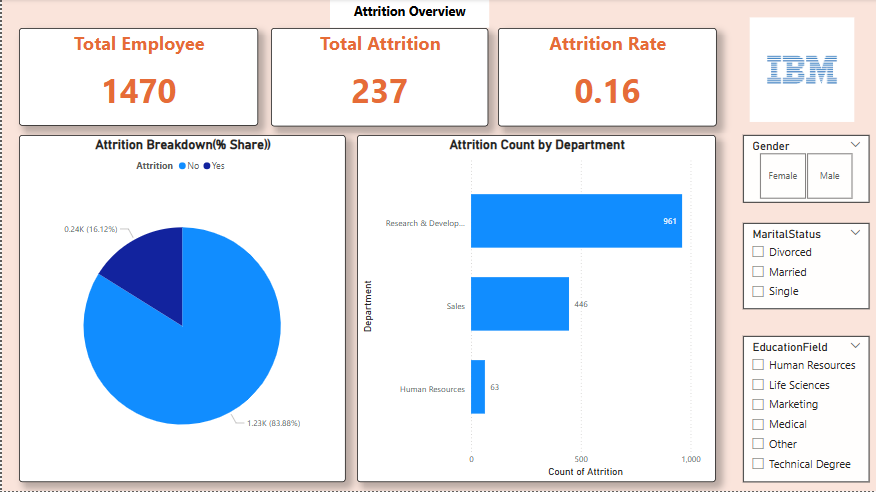 Attrition Overview
Total Employee
1470
Total Attrition
237
Attrition Rate
0.16
IBM
Attrition Breakdown(% Share))
Attrition No Yes
0.24K (16.12%)
1.23K (83.88%)
Attrition Count by Department
Department
Research & Develop...
961
Sales
446
Human Resources
63
0
500
1,000
Count of Attrition
Gender
Female
Male
MaritalStatus
Divorced
Married
Single
EducationField
Human Resources
Life Sciences
Marketing
Medical
Other
Technical Degree